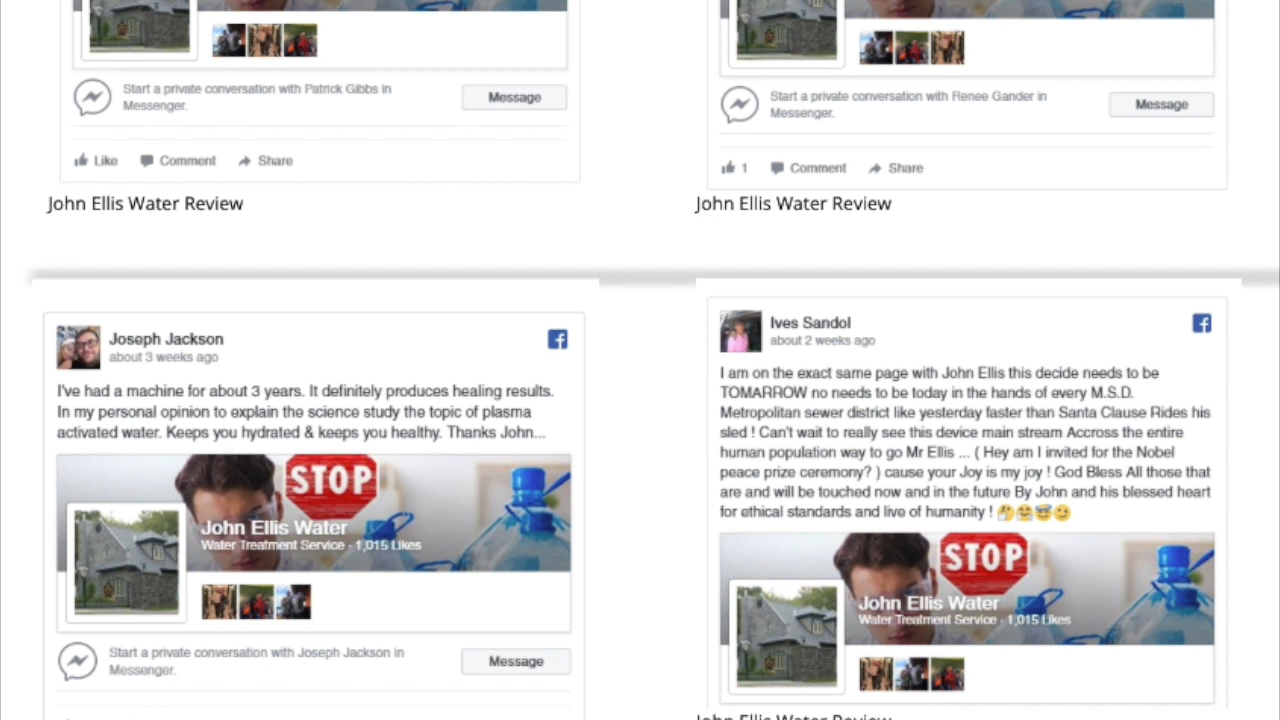 Start a private conversation with Patrick Gibbs in
Messenger.
Message
Like Comment Share
John Ellis Water Review
Start a private conversation with Renee Gander in
Messenger.
Message
1 Comment Share
John Ellis Water Review
Joseph Jackson
about 3 weeks ago
I've had a machine for about 3 years. It definitely produces healing results.
In my personal opinion to explain the science study the topic of plasma
activated water. Keeps you hydrated & keeps you healthy. Thanks John...
STOP
John Ellis Water
Water Treatment Service · 1,015 Likes
Start a private conversation with Joseph Jackson in
Messenger.
Message
Ives Sandol
about 2 weeks ago
I am on the exact same page with John Ellis this decide needs to be
TOMARROW no needs to be today in the hands of every M.S.D.
Metropolitan sewer district like yesterday faster than Santa Clause Rides his
sled ! Can't wait to really see this device main stream Accross the entire
human population way to go Mr Ellis ... ( Hey am I invited for the Nobel
peace prize ceremony? ) cause your Joy is my joy ! God Bless All those that
are and will be touched now and in the future By John and his blessed heart
for ethical standards and live of humanity !
STOP
John Ellis Water
Water Treatment Service · 1,015 Likes
John Ellis Water Review